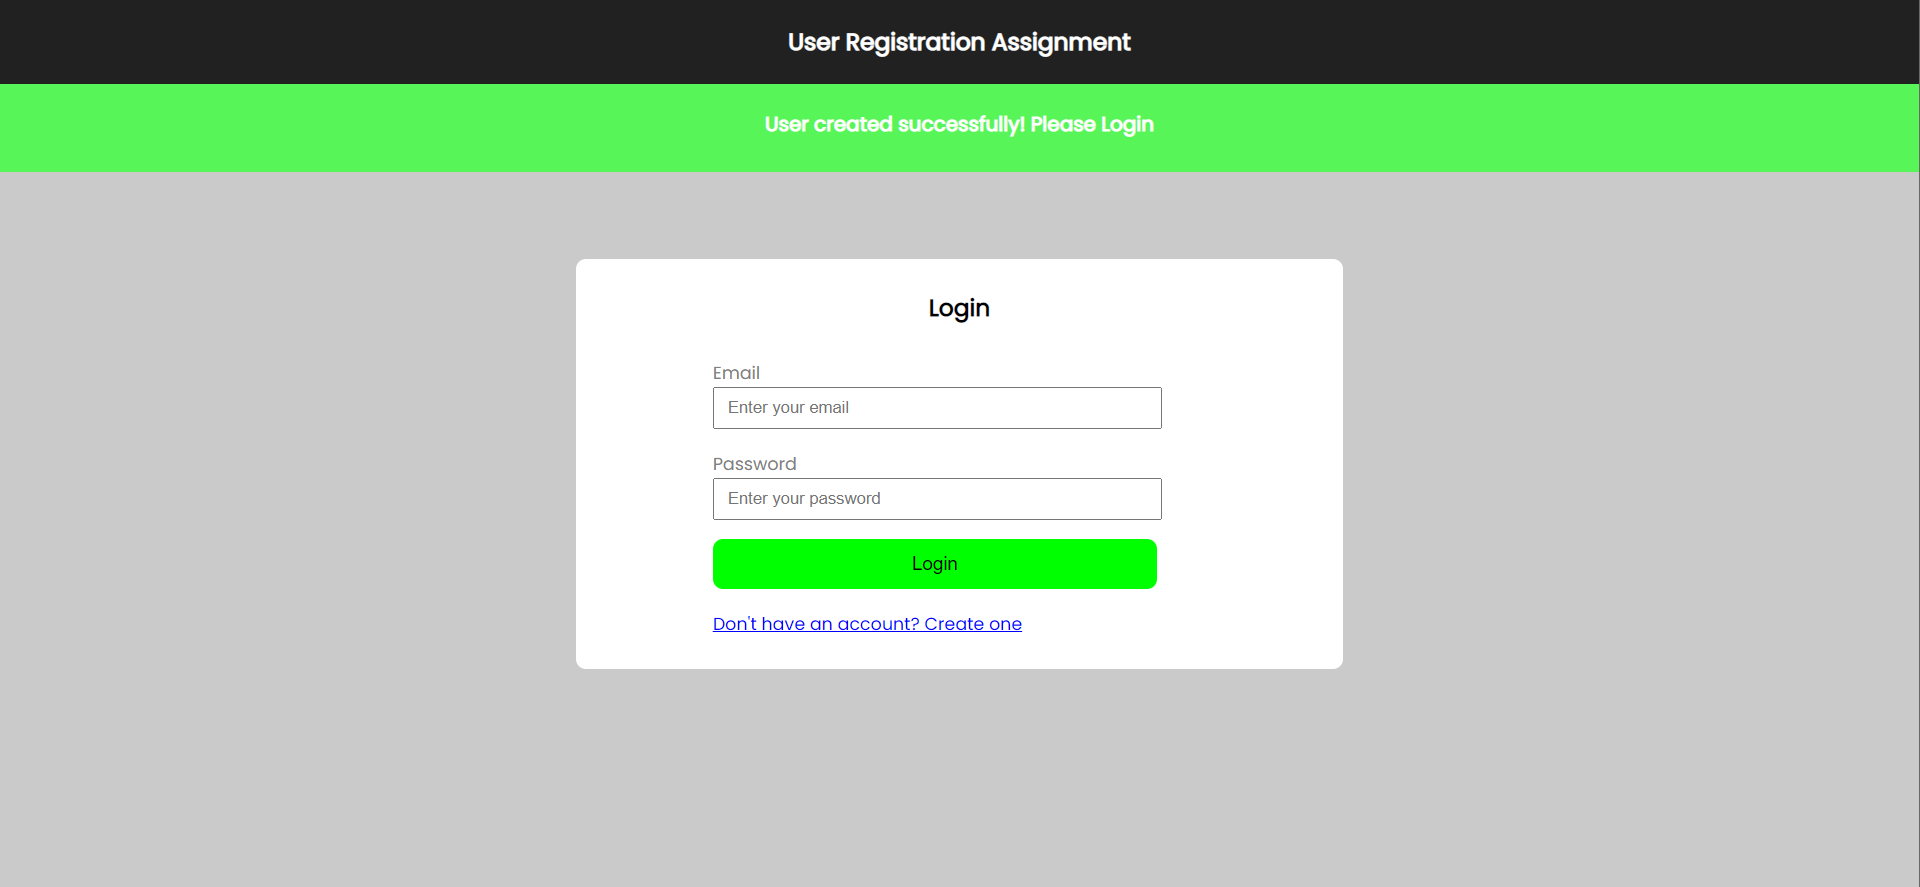 User Registration Assignment
User created successfully! Please Login
Login
Email
Enter your email
Password
Enter your password
Login
Don't have an account? Create one